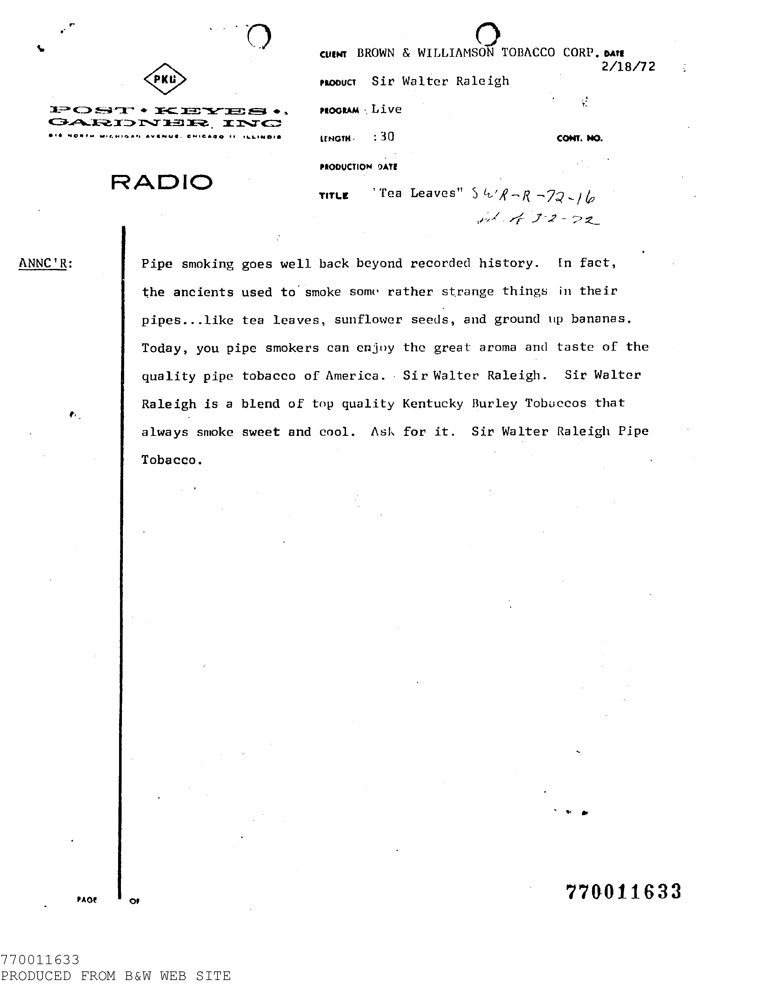 CLIENT BROWN & WILLIAMSON TOBACCO CORP. DATE
2/18/72
PKG
PRODUCT Sir Walter Raleigh
POST • KEYES •
GARDNER, INC
PROGRAM Live
919 NORTH MICHIGAN AVENUE, CHICAGO 11 ILLINOIS
LENGTH :30 CONT. NO.
PRODUCTION DATE
RADIO
TITLE 'Tea Leaves" SWR-R-72-16
3-2-72
ANNC'R: Pipe smoking goes well back beyond recorded history. In fact,
the ancients used to smoke some rather strange things in their
pipes...like tea leaves, sunflower seeds, and ground up bananas.
Today, you pipe smokers can enjoy the great aroma and taste of the
quality pipe tobacco of America. Sir Walter Raleigh. Sir Walter
Raleigh is a blend of top quality Kentucky Burley Tobaccos that
always smoke sweet and cool. Ask for it. Sir Walter Raleigh Pipe
Tobacco.
770011633
PAGE OF
770011633
PRODUCED FROM B&W WEB SITE